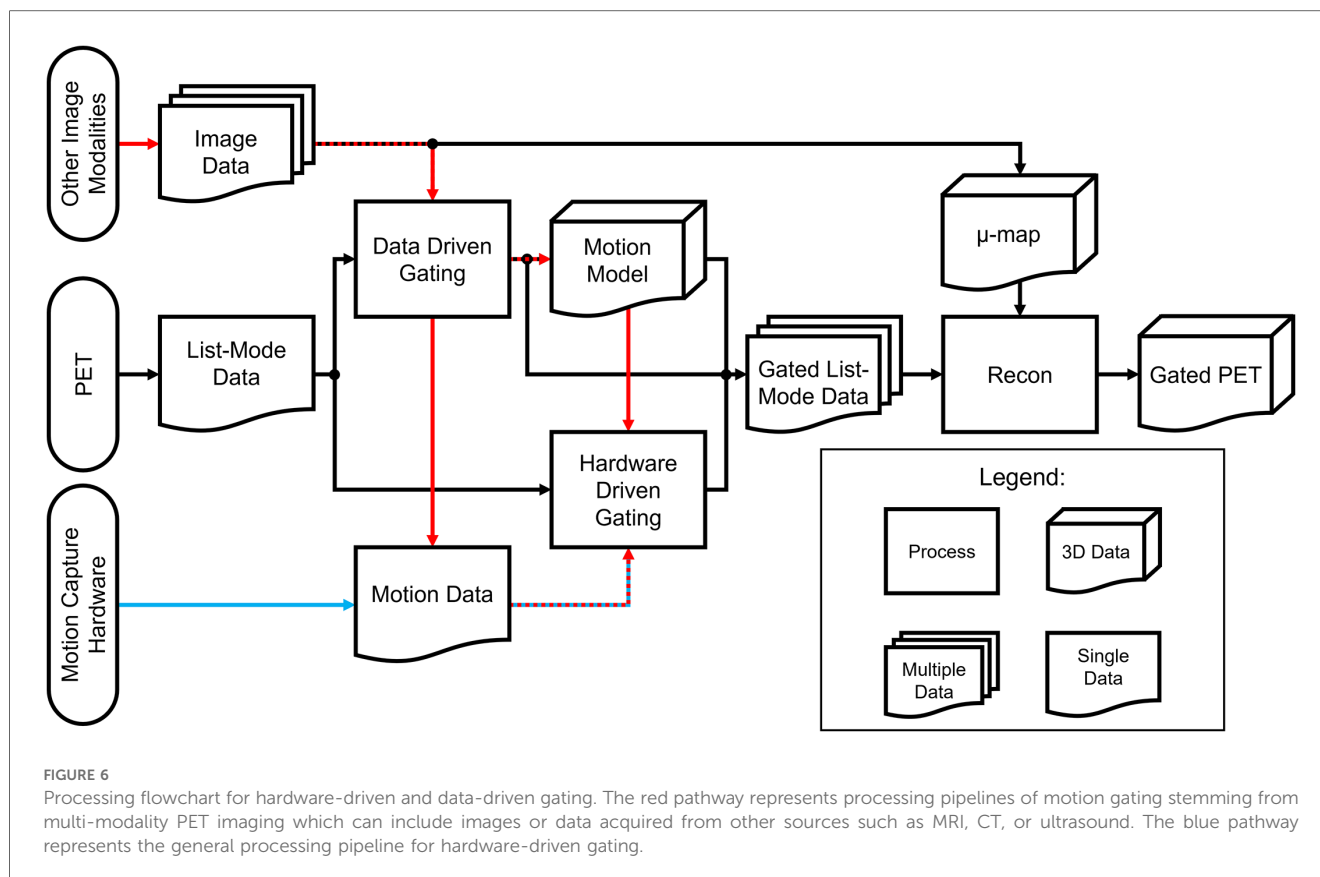 Other Image
Modalities
Image
Data
Data Driven
Gating
Motion
Model
μ-map
PET
List-Mode
Data
Gated List-
Mode Data
Recon
Gated PET
Hardware
Driven
Gating
Motion Capture
Hardware
Motion Data
Legend:
Process
3D Data
Multiple
Data
Single
Data
FIGURE 6
Processing flowchart for hardware-driven and data-driven gating. The red pathway represents processing pipelines of motion gating stemming from
multi-modality PET imaging which can include images or data acquired from other sources such as MRI, CT, or ultrasound. The blue pathway
represents the general processing pipeline for hardware-driven gating.